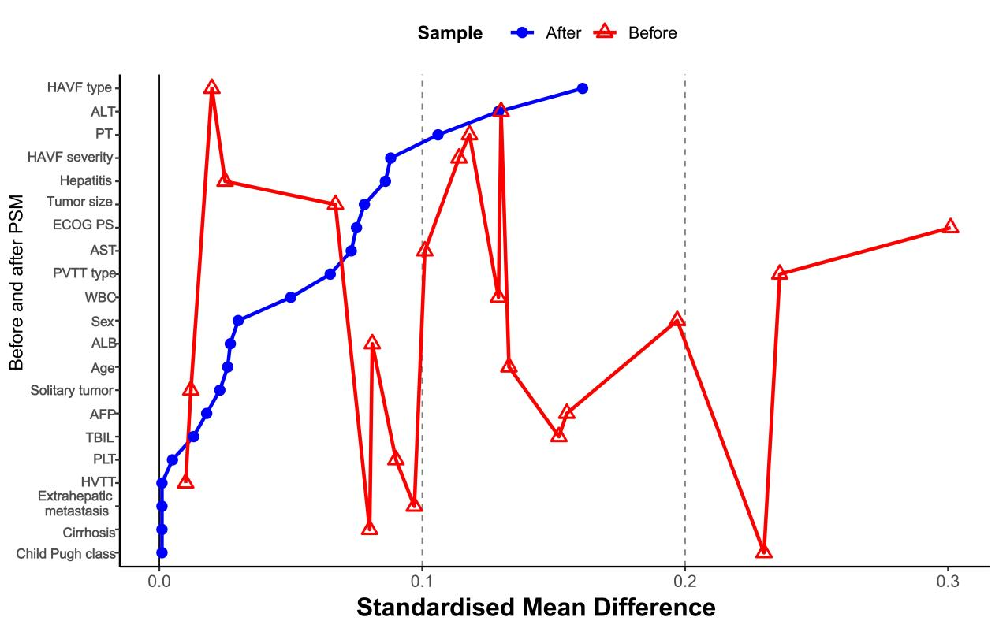 Sample After Before
HAVF type
ALT
PT
HAVF severity
Hepatitis
Tumor size
ECOG PS
AST
PVTT type
WBC
Sex
ALB
Age
Solitary tumor
AFP
TBIL
PLT
HVTT
Extrahepatic
metastasis
Cirrhosis
Child Pugh class
Before and after PSM
0.0 0.1 0.2 0.3
Standardised Mean Difference